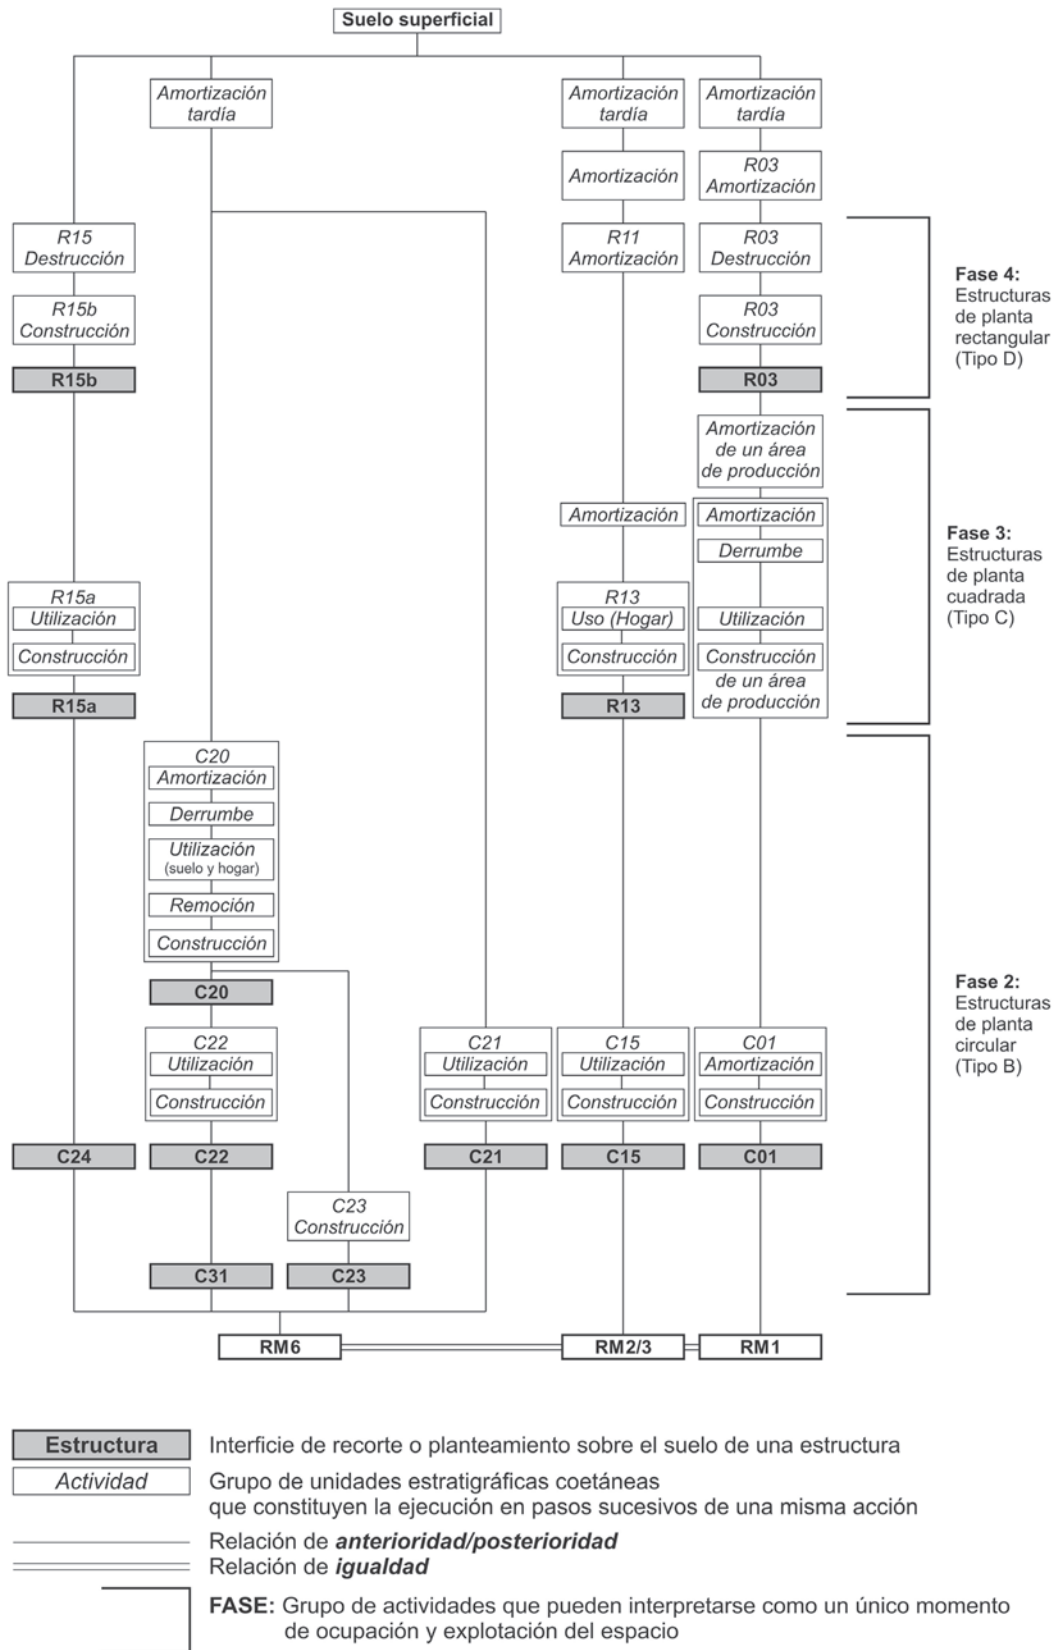 Suelo superficial
Amortización
tardía
Amortización
tardía
Amortización
tardía
Amortización
R03
Amortización
R15
Destrucción
R11
Amortización
R03
Destrucción
R15b
Construcción
R03
Construcción
R15b
R03
Fase 4:
Estructuras
de planta
rectangular
(Tipo D)
Amortización
de un área
de producción
Amortización
Amortización
Derrumbe
R15a
Utilización
Construcción
R13
Uso (Hogar)
Construcción
Utilización
Construcción
de un área
de producción
R15a
R13
Fase 3:
Estructuras
de planta
cuadrada
(Tipo C)
C20
Amortización
Derrumbe
Utilización
(suelo y hogar)
Remoción
Construcción
C20
C22
Utilización
Construcción
C21
Utilización
Construcción
C15
Utilización
Construcción
C01
Amortización
Construcción
C24
C22
C21
C15
C01
C23
Construcción
C31
C23
Fase 2:
Estructuras
de planta
circular
(Tipo B)
RM6
RM2/3
RM1
Estructura
Interficie de recorte o planteamiento sobre el suelo de una estructura
Actividad
Grupo de unidades estratigráficas coetáneas
que constituyen la ejecución en pasos sucesivos de una misma acción
Relación de anterioridad/posterioridad
Relación de igualdad
FASE: Grupo de actividades que pueden interpretarse como un único momento
de ocupación y explotación del espacio